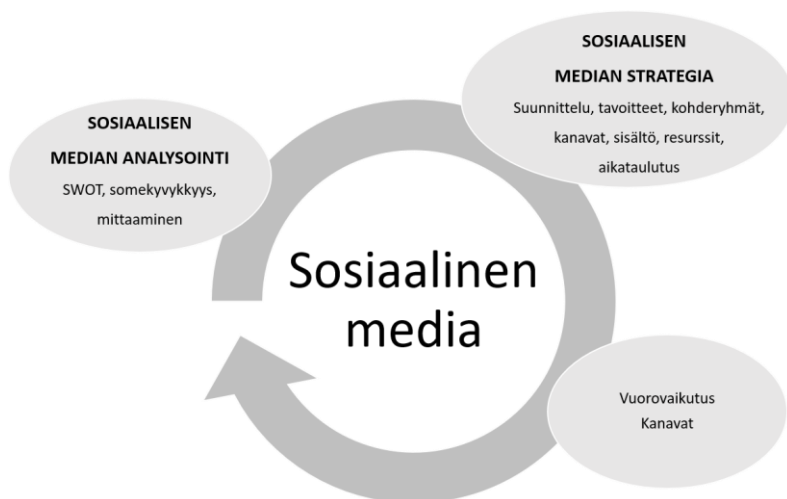 SOSIAALISEN
MEDIAN STRATEGIA
Suunnittelu, tavoitteet, kohderyhmät,
kanavat, sisältö, resurssit,
aikataulutus
SOSIAALISEN
MEDIAN ANALYSOINTI
SWOT, somekyvykkyys,
mittaaminen
Sosiaalinen
media
Vuorovaikutus
Kanavat